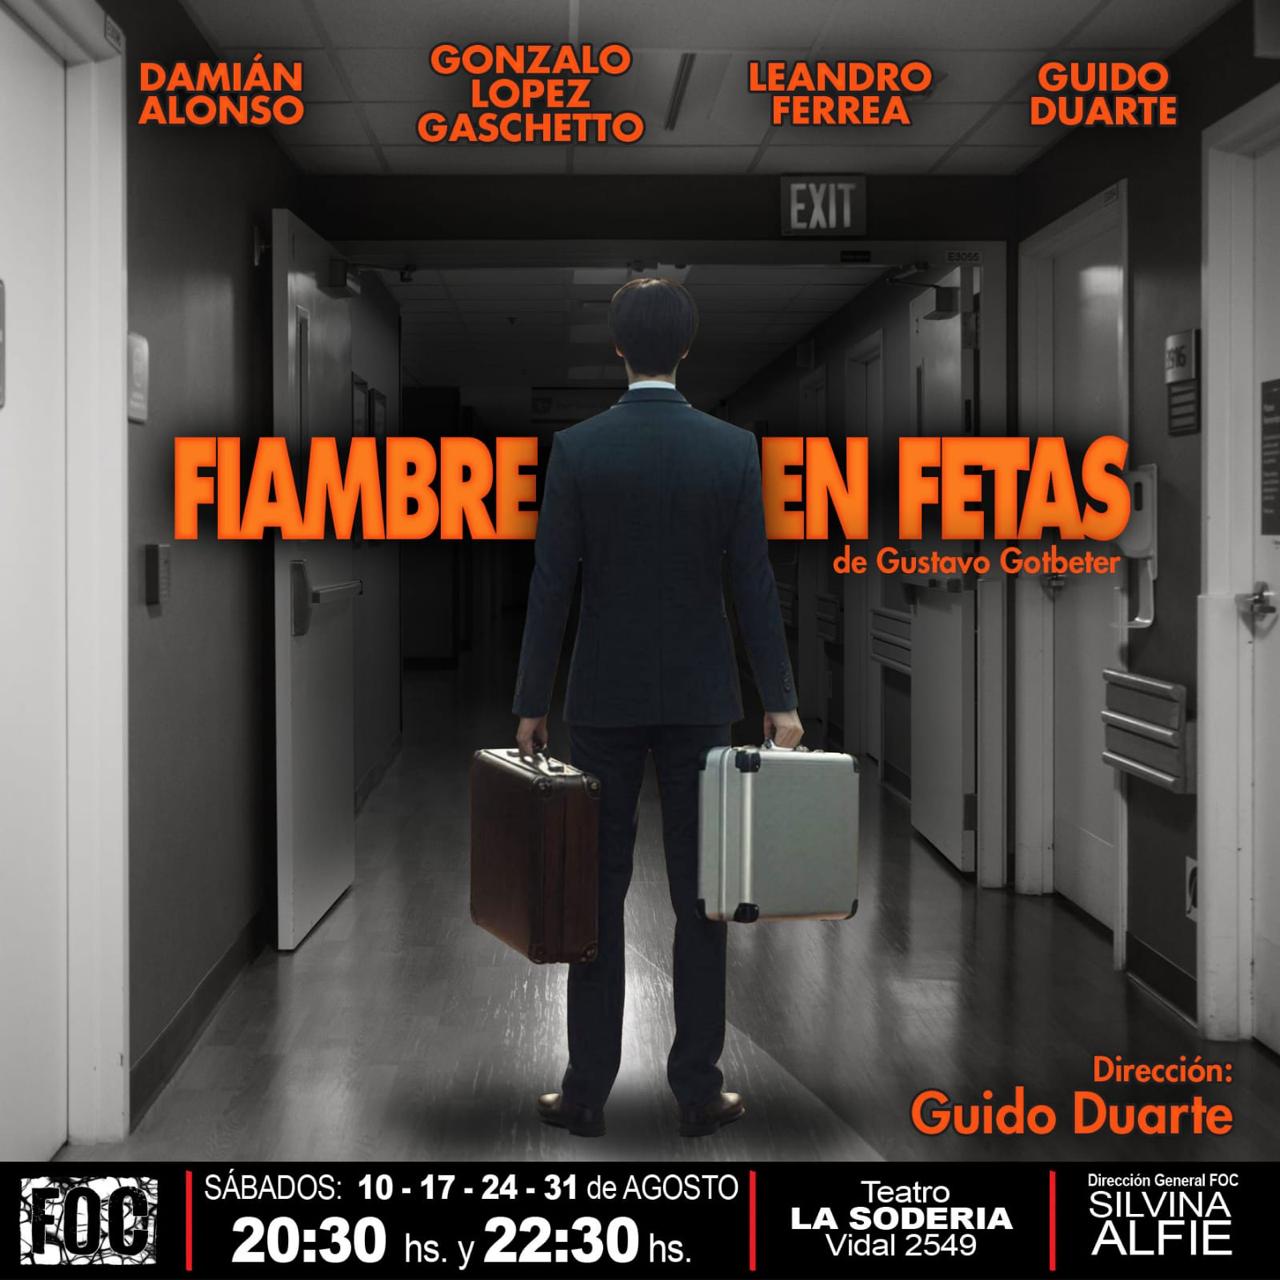 DAMIÁN
ALONSO
GONZALO
LOPEZ
GASCHETTO
LEANDRO
FERREA
GUIDO
DUARTE
EXIT
E3055
FIAMBRE EN FETAS
de Gustavo Gotbeter
Dirección:
Guido Duarte
FOC
SÁBADOS: 10 - 17 - 24 - 31 de AGOSTO
20:30 hs. y 22:30 hs.
Teatro
LA SODERIA
Vidal 2549
Dirección General FOC
SILVINA
ALFIE